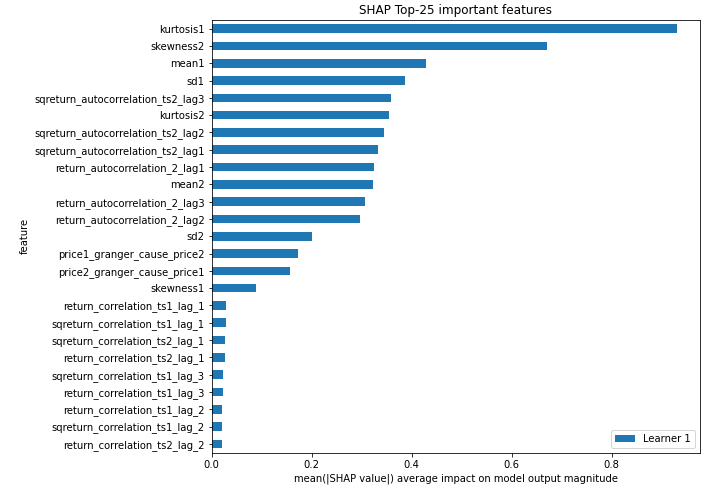 SHAP Top-25 important features
kurtosis1
skewness2
mean1
sd1
sqreturn_autocorrelation_ts2_lag3
kurtosis2
sqreturn_autocorrelation_ts2_lag2
sqreturn_autocorrelation_ts2_lag1
return_autocorrelation_2_lag1
mean2
return_autocorrelation_2_lag3
return_autocorrelation_2_lag2
sd2
price1_granger_cause_price2
price2_granger_cause_price1
skewness1
return_correlation_ts1_lag_1
sqreturn_correlation_ts1_lag_1
sqreturn_correlation_ts2_lag_1
return_correlation_ts2_lag_1
sqreturn_correlation_ts1_lag_3
return_correlation_ts1_lag_3
return_correlation_ts1_lag_2
sqreturn_correlation_ts1_lag_2
return_correlation_ts2_lag_2
feature
Learner 1
0.0 0.2 0.4 0.6 0.8
mean(|SHAP value|) average impact on model output magnitude